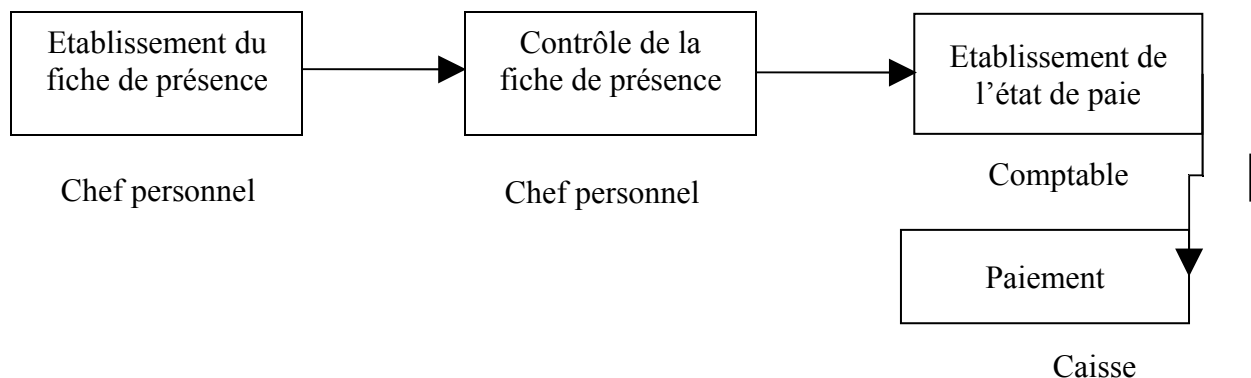 Etablissement du
fiche de présence
Chef personnel
Contrôle de la
fiche de présence
Chef personnel
Etablissement de
l’état de paie
Comptable
Paiement
Caisse